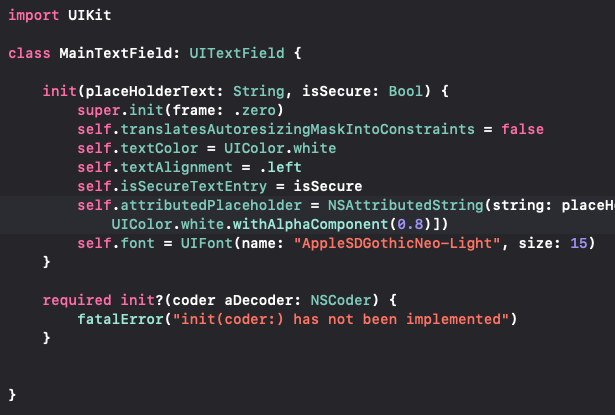 import UIKit
class MainTextField: UITextField {
init(placeHolderText: String, isSecure: Bool) {
super.init(frame: .zero)
self.translatesAutoresizingMaskIntoConstraints = false
self.textColor = UIColor.white
self.textAlignment = .left
self.isSecureTextEntry = isSecure
self.attributedPlaceholder = NSAttributedString(string:
UIColor.white.withAlphaComponent(0.8)])
self.font = UIFont(name: "AppleSDGothicNeo-Light", size: 15)
}
required init?(coder aDecoder: NSCoder) {
fatalError("init(coder:) has not been implemented")
}
}